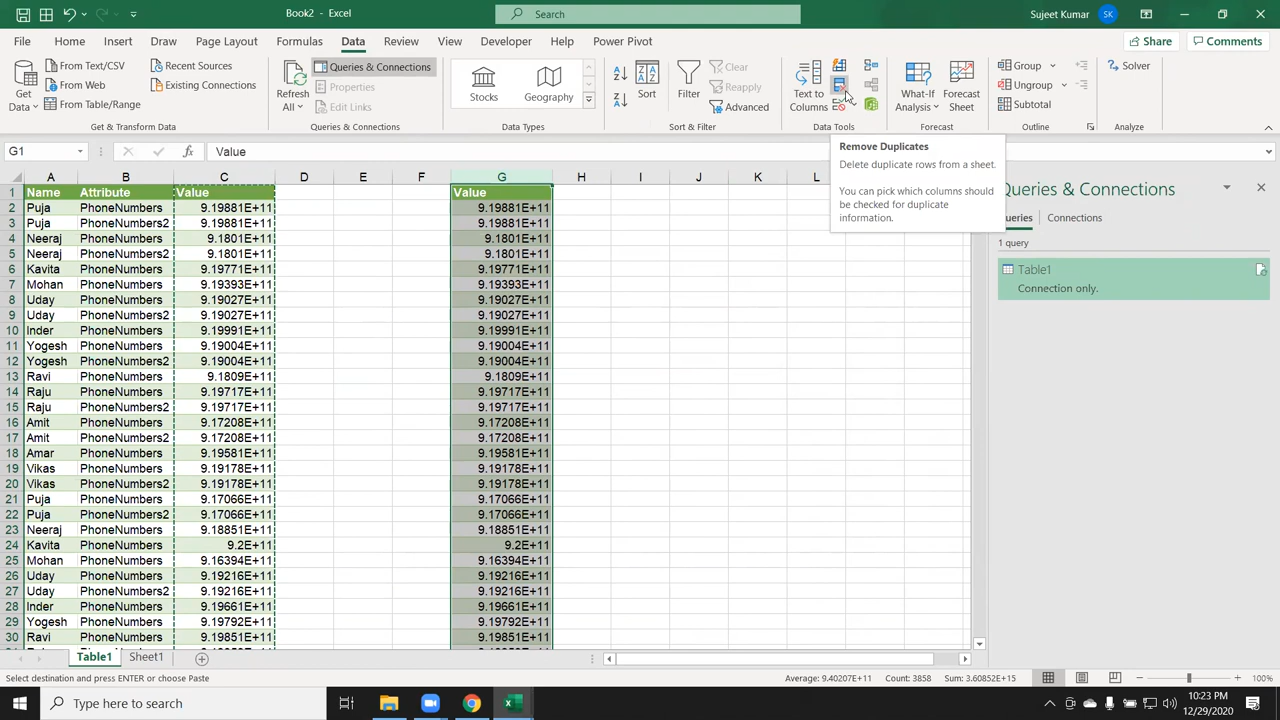 Book2 - Excel
Search
Sujeet Kumar
SK
File
Home
Insert
Draw
Page Layout
Formulas
Data
Review
View
Developer
Help
Power Pivot
Share
Comments
Get Data
From Text/CSV
From Web
From Table/Range
Recent Sources
Existing Connections
Get & Transform Data
Refresh All
Queries & Connections
Properties
Edit Links
Queries & Connections
Stocks
Geography
Data Types
Sort
Filter
Clear
Reapply
Advanced
Sort & Filter
Text to Columns
Data Tools
What-If Analysis
Forecast Sheet
Forecast
Group
Ungroup
Subtotal
Outline
Solver
Analyze
G1
Value
Remove Duplicates
Delete duplicate rows from a sheet.
You can pick which columns should
be checked for duplicate
information.
A B C D E F G H I J K L
1 Name Attribute Value Value
2 Puja PhoneNumbers 9.19881E+11 9.19881E+11
3 Puja PhoneNumbers2 9.19881E+11 9.19881E+11
4 Neeraj PhoneNumbers 9.1801E+11 9.1801E+11
5 Neeraj PhoneNumbers2 9.1801E+11 9.1801E+11
6 Kavita PhoneNumbers 9.19771E+11 9.19771E+11
7 Mohan PhoneNumbers 9.19393E+11 9.19393E+11
8 Uday PhoneNumbers 9.19027E+11 9.19027E+11
9 Uday PhoneNumbers2 9.19027E+11 9.19027E+11
10 Inder PhoneNumbers 9.19991E+11 9.19991E+11
11 Yogesh PhoneNumbers 9.19004E+11 9.19004E+11
12 Yogesh PhoneNumbers2 9.19004E+11 9.19004E+11
13 Ravi PhoneNumbers 9.1809E+11 9.1809E+11
14 Raju PhoneNumbers 9.19717E+11 9.19717E+11
15 Raju PhoneNumbers2 9.19717E+11 9.19717E+11
16 Amit PhoneNumbers 9.17208E+11 9.17208E+11
17 Amit PhoneNumbers2 9.17208E+11 9.17208E+11
18 Amar PhoneNumbers 9.19581E+11 9.19581E+11
19 Vikas PhoneNumbers 9.19178E+11 9.19178E+11
20 Vikas PhoneNumbers2 9.19178E+11 9.19178E+11
21 Puja PhoneNumbers 9.17066E+11 9.17066E+11
22 Puja PhoneNumbers2 9.17066E+11 9.17066E+11
23 Neeraj PhoneNumbers 9.18851E+11 9.18851E+11
24 Kavita PhoneNumbers 9.2E+11 9.2E+11
25 Mohan PhoneNumbers 9.16394E+11 9.16394E+11
26 Uday PhoneNumbers 9.19216E+11 9.19216E+11
27 Uday PhoneNumbers2 9.19216E+11 9.19216E+11
28 Inder PhoneNumbers 9.19661E+11 9.19661E+11
29 Yogesh PhoneNumbers 9.19792E+11 9.19792E+11
30 Ravi PhoneNumbers 9.19851E+11 9.19851E+11
Queries & Connections
Connections
1 query
Table1
Connection only.
Table1
Sheet1
Select destination and press ENTER or choose Paste
Average: 9.40207E+11
Count: 3858
Sum: 3.60852E+15
100%
Type here to search
10:23 PM
12/29/2020